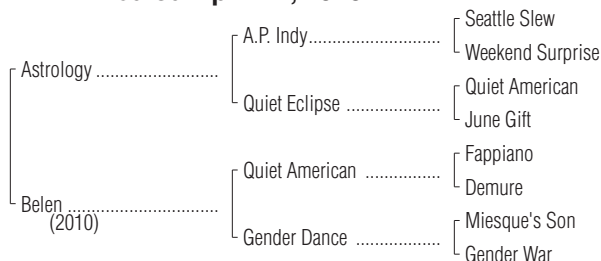 Seattle Slew
A.P. Indy
Weekend Surprise
Astrology
Quiet American
Quiet Eclipse
June Gift
Fappiano
Quiet American
Demure
Belen
(2010)
Miesque's Son
Gender Dance
Gender War